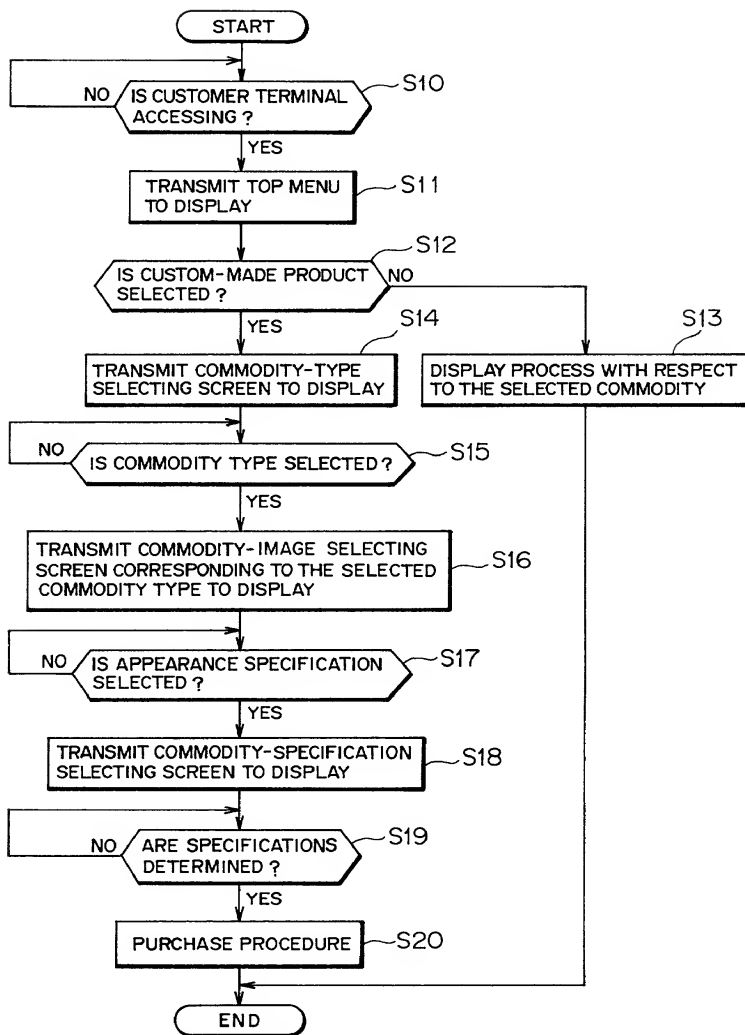 START
S10
NO
IS CUSTOMER TERMINAL
ACCESSING ?
YES
S11
TRANSMIT TOP MENU
TO DISPLAY
S12
IS CUSTOM-MADE PRODUCT
SELECTED ?
NO
YES
S14
S13
TRANSMIT COMMODITY-TYPE
SELECTING SCREEN TO DISPLAY
DISPLAY PROCESS WITH RESPECT
TO THE SELECTED COMMODITY
NO
IS COMMODITY TYPE SELECTED ?
S15
YES
TRANSMIT COMMODITY-IMAGE SELECTING
SCREEN CORRESPONDING TO THE SELECTED
COMMODITY TYPE TO DISPLAY
S16
NO
IS APPEARANCE SPECIFICATION
SELECTED ?
S17
YES
TRANSMIT COMMODITY-SPECIFICATION
SELECTING SCREEN TO DISPLAY
S18
NO
ARE SPECIFICATIONS
DETERMINED ?
S19
YES
PURCHASE PROCEDURE
S20
END